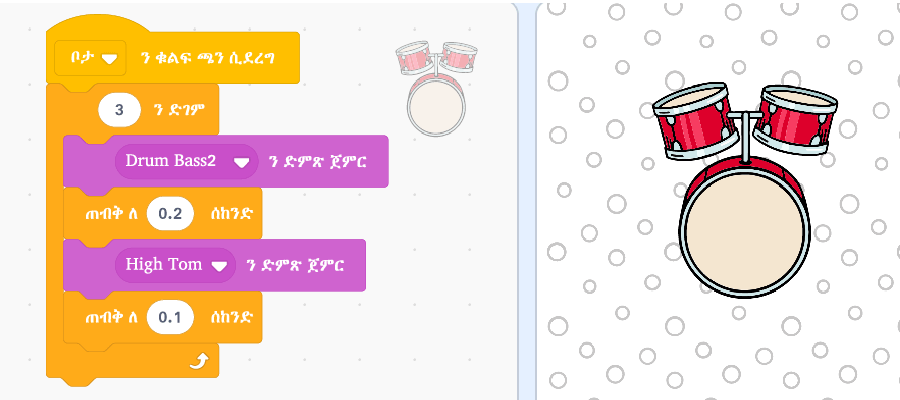 ቦታ ን ቁልፍ ጫን ሲደረግ
3 ን ድገም
Drum Bass2 ን ድምጽ ጀምር
ጠብቅ ለ 0.2 ሰከንድ
High Tom ን ድምጽ ጀምር
ጠብቅ ለ 0.1 ሰከንድ